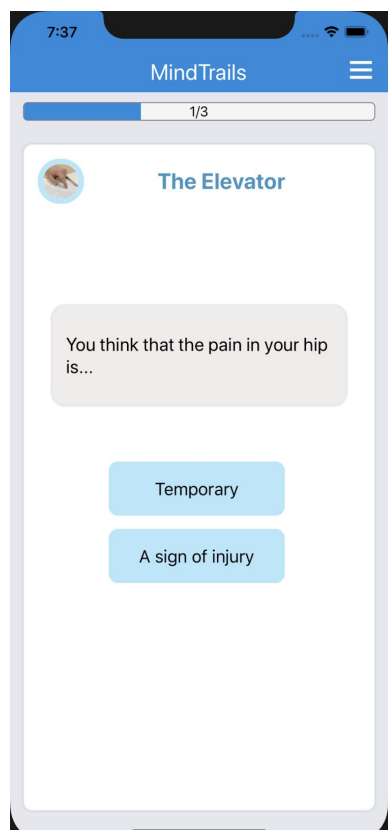 7:37
MindTrails
1/3
The Elevator
You think that the pain in your hip
is...
Temporary
A sign of injury